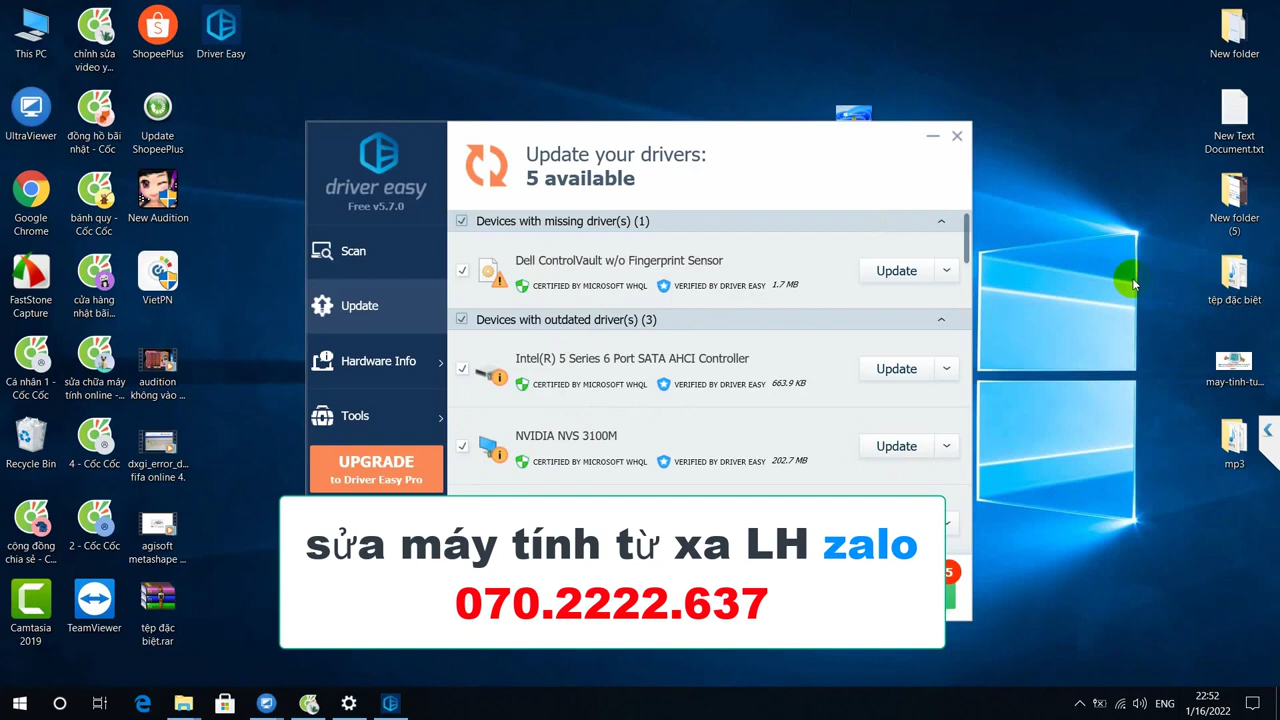 This PC
chỉnh sửa
video y...
ShopeePlus
Driver Easy
New folder
UltraViewer
đồng hồ bãi
nhật - Cốc
Update
ShopeePlus
New Text
Document.txt
Google
Chrome
bánh quy -
Cốc Cốc
New Audition
New folder
(5)
FastStone
Capture
cửa hàng
nhật bãi...
VietPN
tệp đặc biệt
Cá nhân 1 -
Cốc Cốc
sửa chữa máy
tính online -...
audition
không vào ...
may-tinh-tu...
Recycle Bin
4 - Cốc Cốc
dxgi_error_d...
fifa online 4.
mp3
cộng đồng
chia sẻ - Cố...
2 - Cốc Cốc
agisoft
metashape ...
Camtasia
2019
TeamViewer
tệp đặc
biệt.rar
driver easy
Free v5.7.0
Scan
Update
Hardware Info
Tools
UPGRADE
to Driver Easy Pro
Update your drivers:
5 available
Devices with missing driver(s) (1)
Dell ControlVault w/o Fingerprint Sensor
CERTIFIED BY MICROSOFT WHQL VERIFIED BY DRIVER EASY 1.7 MB
Update
Devices with outdated driver(s) (3)
Intel(R) 5 Series 6 Port SATA AHCI Controller
CERTIFIED BY MICROSOFT WHQL VERIFIED BY DRIVER EASY 663.9 KB
Update
NVIDIA NVS 3100M
CERTIFIED BY MICROSOFT WHQL VERIFIED BY DRIVER EASY 202.7 MB
Update
5
sửa máy tính từ xa LH zalo
070.2222.637
ENG
22:52
1/16/2022